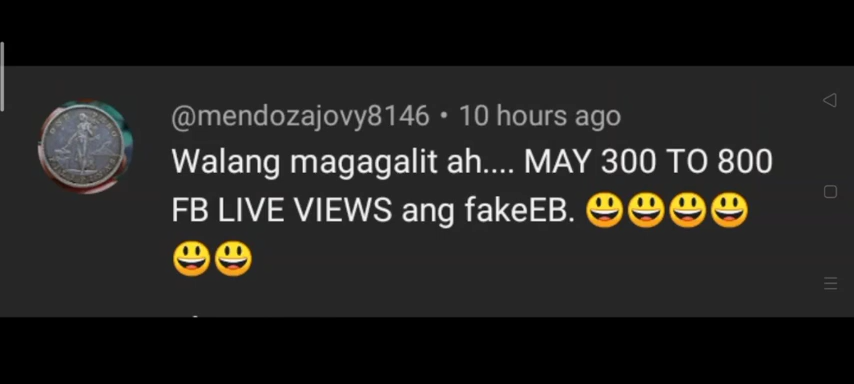 @mendozajovy8146 • 10 hours ago
Walang magagalit ah.... MAY 300 TO 800
FB LIVE VIEWS ang fakeEB. 😃😃😃😃
😃😃